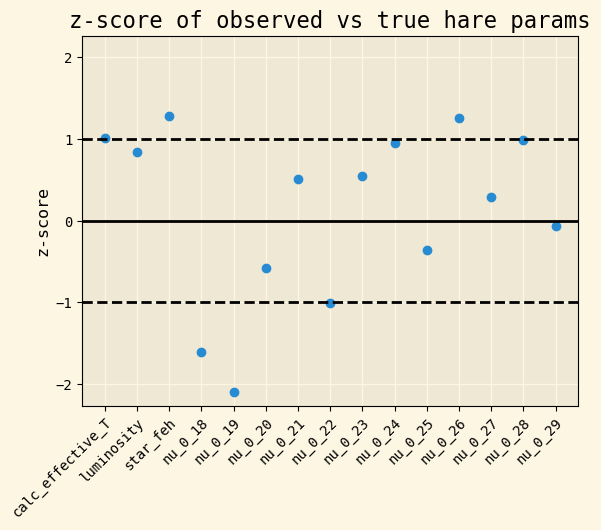 z-score of observed vs true hare params
z-score
2
1
0
−1
−2
calc_effective_T
luminosity
star_feh
nu_0_18
nu_0_19
nu_0_20
nu_0_21
nu_0_22
nu_0_23
nu_0_24
nu_0_25
nu_0_26
nu_0_27
nu_0_28
nu_0_29